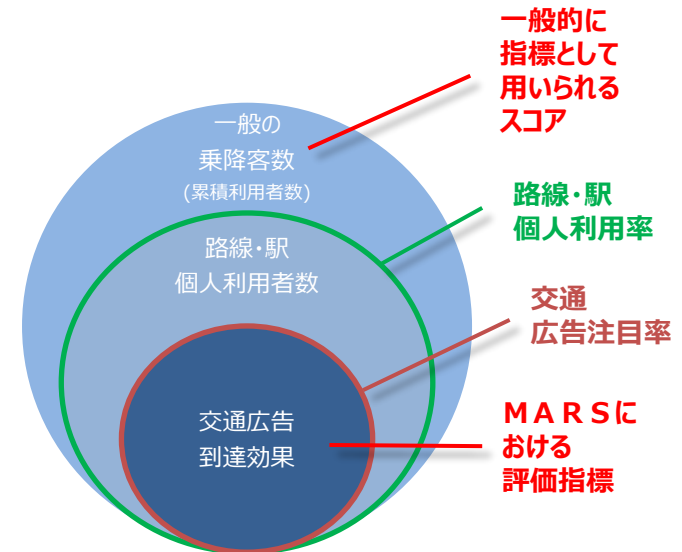 一般的に
指標として
用いられる
スコア
一般の
乗降客数
(累積利用者数)
路線・駅
個人利用率
路線・駅
個人利用者数
交通
広告注目率
交通広告
到達効果
ＭＡＲＳに
おける
評価指標